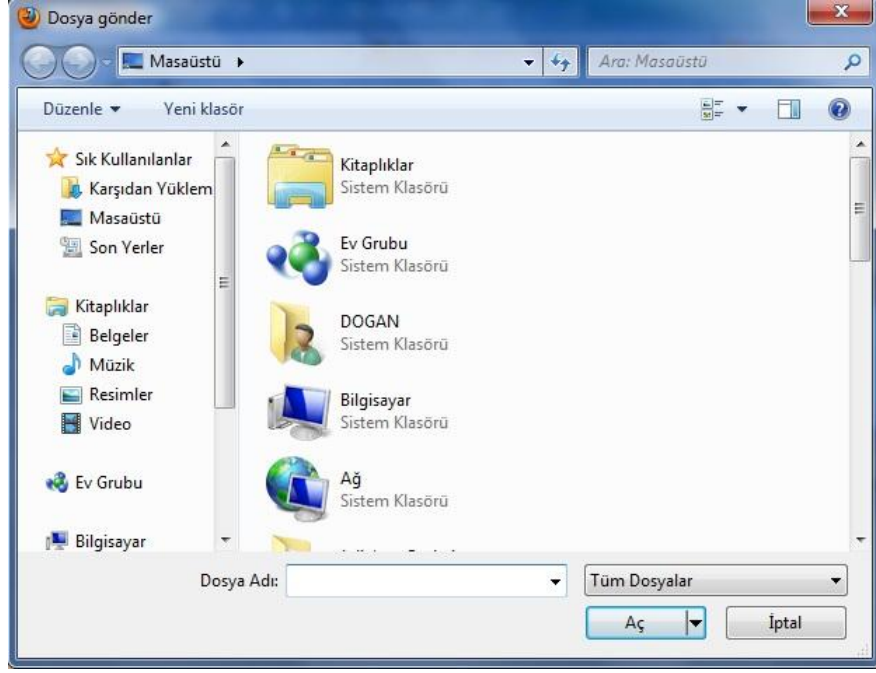 Dosya gönder
Masaüstü
Ara: Masaüstü
Düzenle
Yeni klasör
Sık Kullanılanlar
Karşıdan Yüklem
Masaüstü
Son Yerler
Kitaplıklar
Belgeler
Müzik
Resimler
Video
Ev Grubu
Bilgisayar
Kitaplıklar
Sistem Klasörü
Ev Grubu
Sistem Klasörü
DOGAN
Sistem Klasörü
Bilgisayar
Sistem Klasörü
Ağ
Sistem Klasörü
Dosya Adı:
Tüm Dosyalar
Aç
İptal